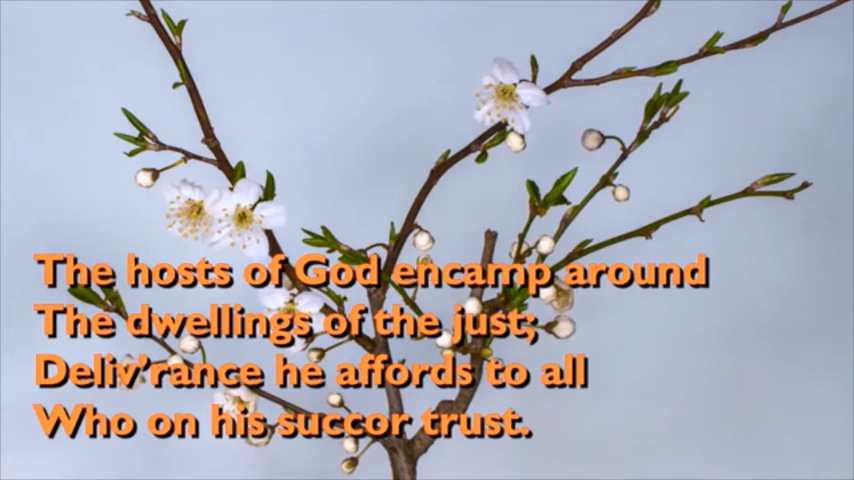 The hosts of God encamp around
The dwellings of the just;
Deliv'rance he affords to all
Who on his succor trust.